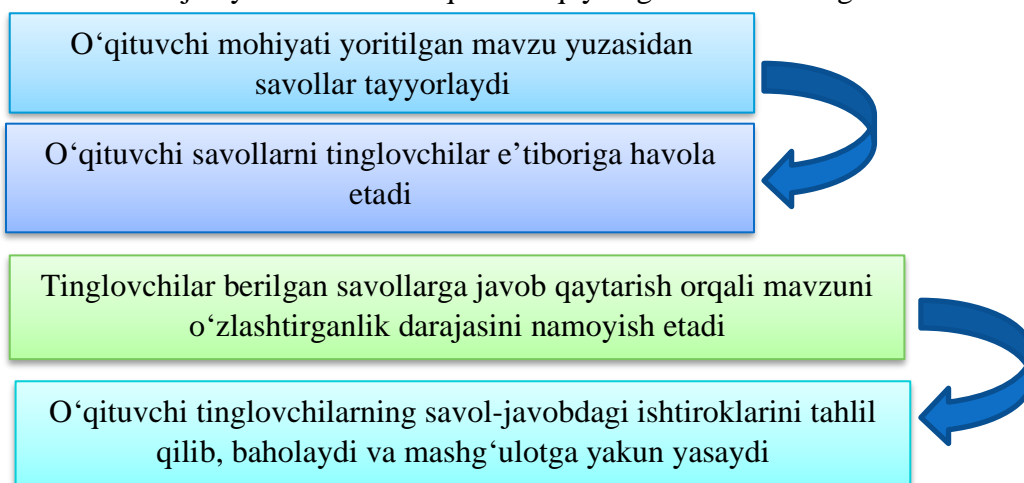 O‘qituvchi mohiyati yoritilgan mavzu yuzasidan
savollar tayyorlaydi
O‘qituvchi savollarni tinglovchilar e’tiboriga havola
etadi
Tinglovchilar berilgan savollarga javob qaytarish orqali mavzuni
o‘zlashtirganlik darajasini namoyish etadi
O‘qituvchi tinglovchilarning savol-javobdagi ishtiroklarini tahlil
qilib, baholaydi va mashg‘ulotga yakun yasaydi